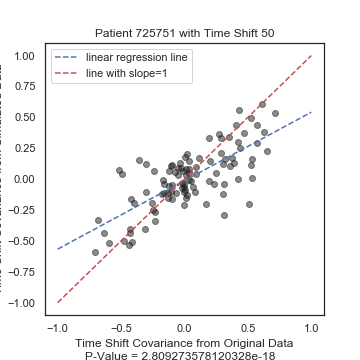 Patient 725751 with Time Shift 50
linear regression line
line with slope=1
1.00
0.75
0.50
0.25
0.00
−0.25
−0.50
−0.75
−1.00
−1.0 −0.5 0.0 0.5 1.0
Time Shift Covariance from Original Data
P-Value = 2.809273578120328e-18